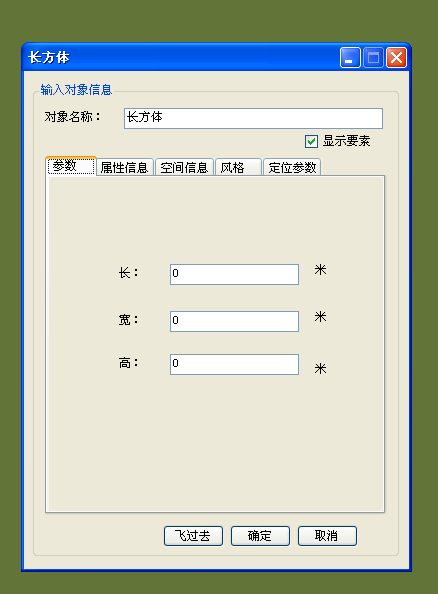 长方体
输入对象信息
对象名称： 长方体
显示要素
参数 属性信息 空间信息 风格 定位参数
长： 0 米
宽： 0 米
高： 0 米
飞过去 确定 取消